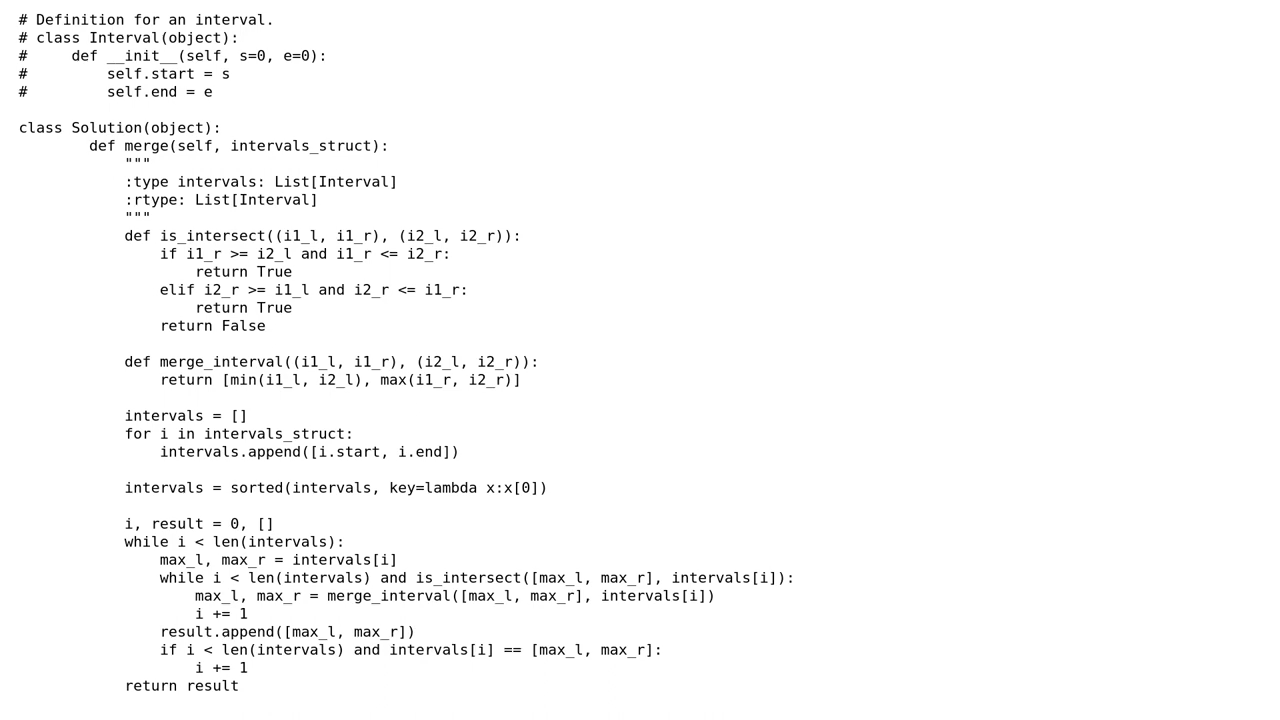 # Definition for an interval.
# class Interval(object):
#     def __init__(self, s=0, e=0):
#         self.start = s
#         self.end = e

class Solution(object):
        def merge(self, intervals_struct):
            """
            :type intervals: List[Interval]
            :rtype: List[Interval]
            """
            def is_intersect((i1_l, i1_r), (i2_l, i2_r)):
                if i1_r >= i2_l and i1_r <= i2_r:
                    return True
                elif i2_r >= i1_l and i2_r <= i1_r:
                    return True
                return False

            def merge_interval((i1_l, i1_r), (i2_l, i2_r)):
                return [min(i1_l, i2_l), max(i1_r, i2_r)]

            intervals = []
            for i in intervals_struct:
                intervals.append([i.start, i.end])

            intervals = sorted(intervals, key=lambda x:x[0])

            i, result = 0, []
            while i < len(intervals):
                max_l, max_r = intervals[i]
                while i < len(intervals) and is_intersect([max_l, max_r], intervals[i]):
                    max_l, max_r = merge_interval([max_l, max_r], intervals[i])
                    i += 1
                result.append([max_l, max_r])
                if i < len(intervals) and intervals[i] == [max_l, max_r]:
                    i += 1
            return result